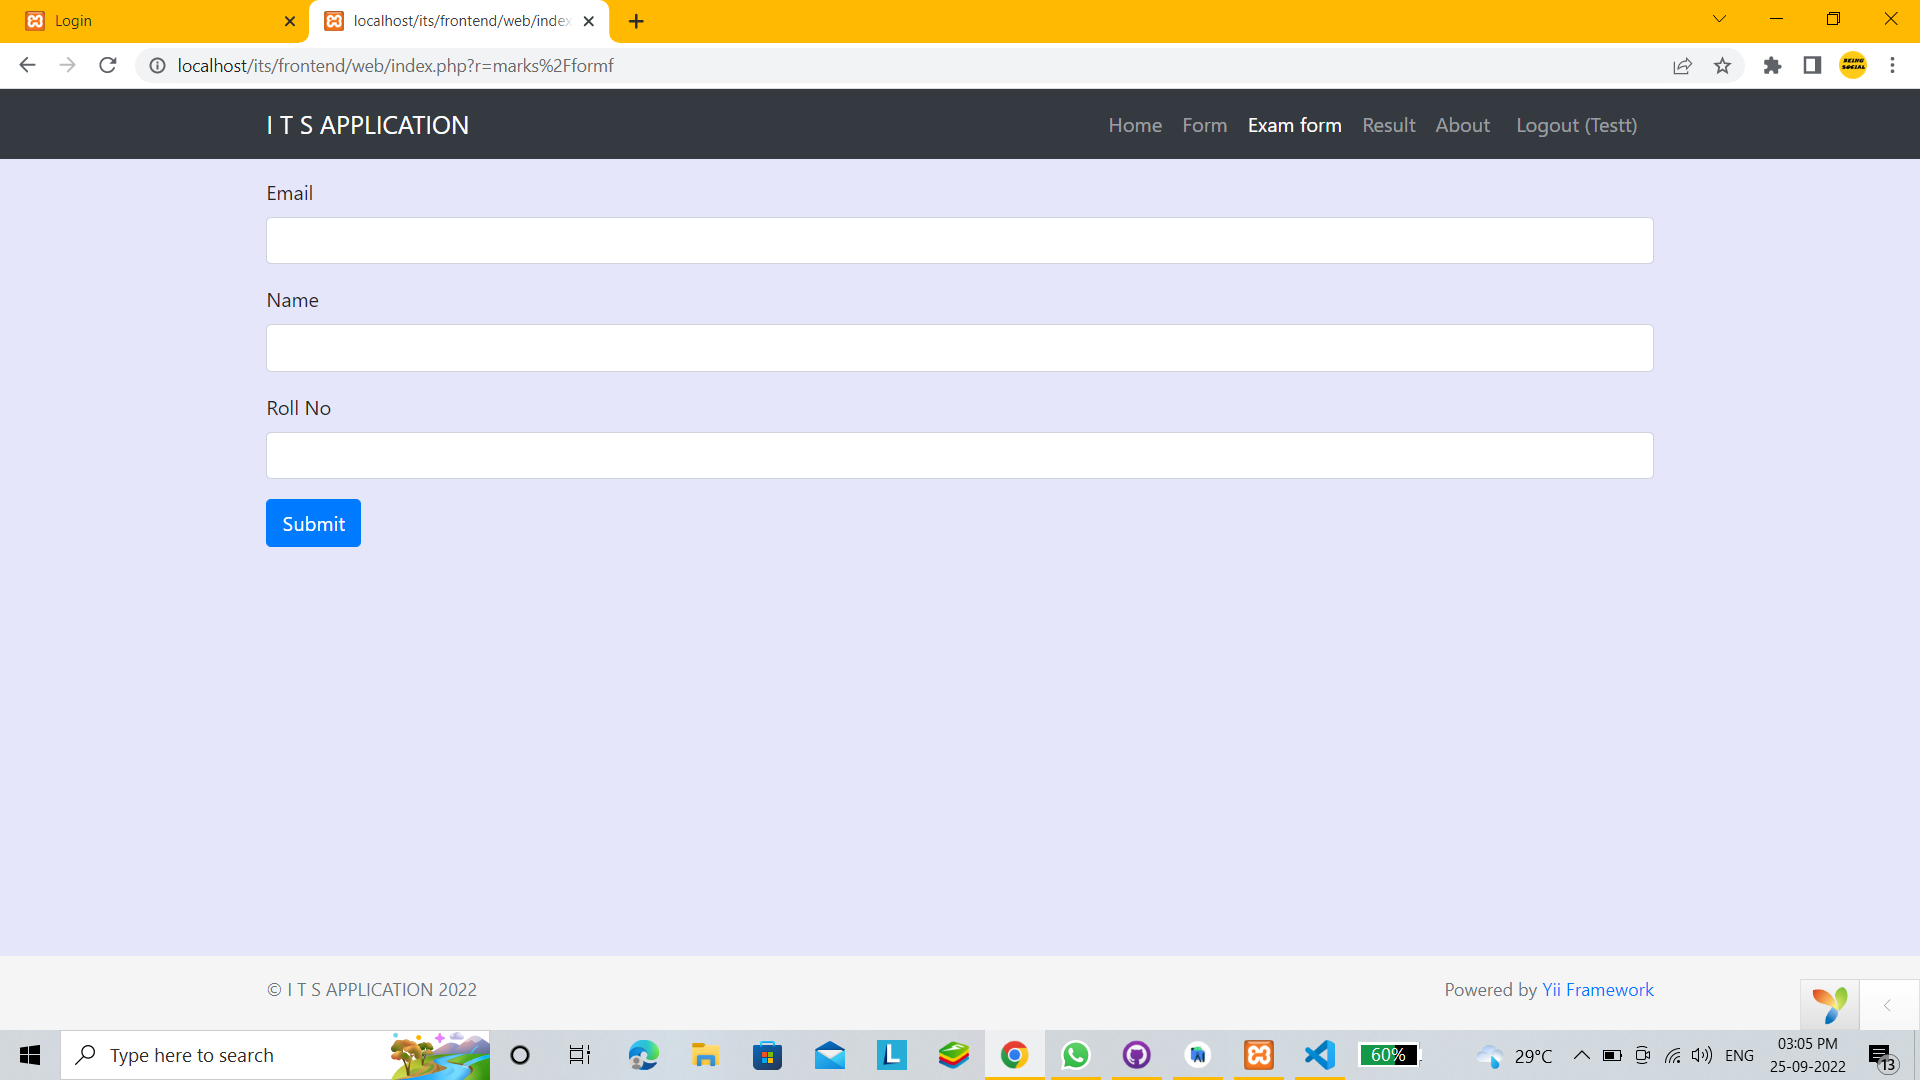 Login
localhost/its/frontend/web/index
localhost/its/frontend/web/index.php?r=marks%2Fformf
BEING
SOCIAL
I T S APPLICATION
Home Form Exam form Result About Logout (Testt)
Email
Name
Roll No
Submit
© I T S APPLICATION 2022
Powered by Yii Framework
Type here to search
L
60%
29°C
ENG
03:05 PM
25-09-2022
13